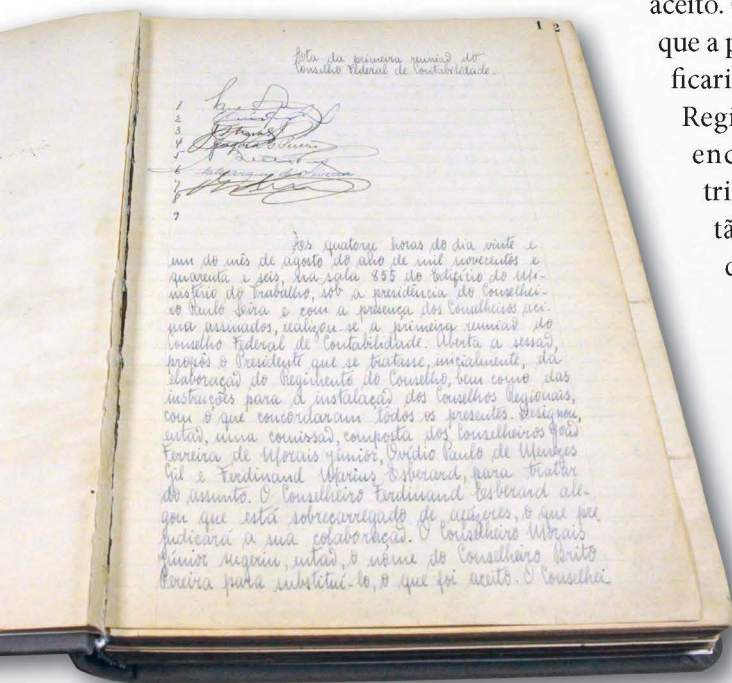 aceito.
que a p
ficari
Regi
enc
tri
tã
1 2
Ata da primeira reunião do
Conselho Federal de Contabilidade.
1
2
3
4
5
6
7
8
9
Às quatorze horas do dia vinte e
um do mês de agosto do ano de mil novecentos e
quarenta e seis, na sala 855 do Edifício do Mi-
nistério do Trabalho, sob a presidência do Conselhei-
ro Paulo Lira e com a presença dos Conselheiros aci-
ma assinados, realizou-se a primeira reunião do
Conselho Federal de Contabilidade. Aberta a sessão,
propôs o Presidente que se tratasse, inicialmente, da
elaboração do Regimento do Conselho, bem como das
instruções para a instalação dos Conselhos Regionais,
com o que concordaram todos os presentes. Designou,
então, uma comissão, composta dos Conselheiros José
Ferreira de Morais Júnior, Ovídio Paulo de Menezes
Gil e Ferdinand Marius Esberard, para tratar
do assunto. O Conselheiro Ferdinand Esberard ale-
gou que está sobrecarregado de afazeres, o que pre
judicará a sua colaboração. O Conselheiro Morais
Júnior sugeriu, então, o nome do Conselheiro Brito
Pereira para substituí-lo, o que foi aceito. O Conselhei